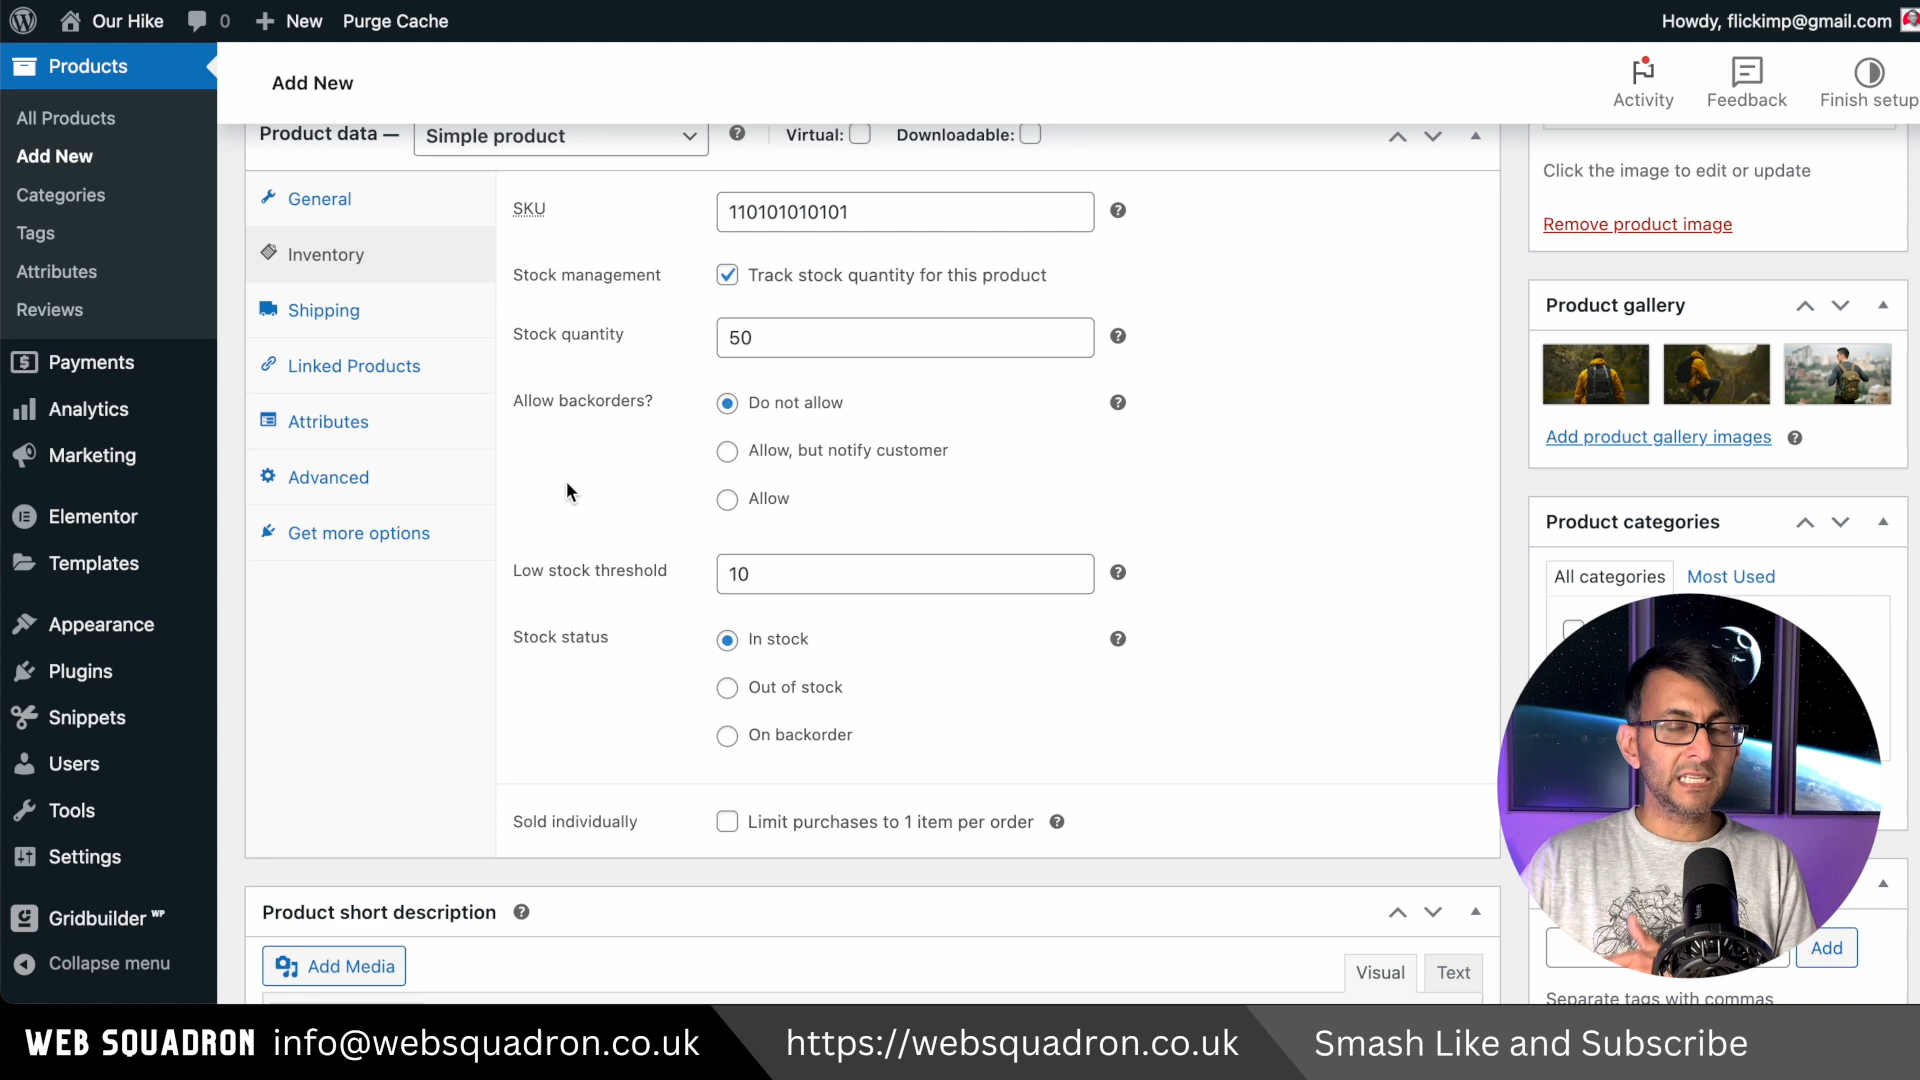 Our Hike
0
New
Purge Cache
Howdy, flickimp@gmail.com
Products
All Products
Add New
Categories
Tags
Attributes
Reviews
Payments
Analytics
Marketing
Elementor
Templates
Appearance
Plugins
Snippets
Users
Tools
Settings
Gridbuilder WP
Collapse menu
Add New
Activity
Feedback
Finish setup
Product data —
Simple product
Virtual:
Downloadable:
General
Inventory
Shipping
Linked Products
Attributes
Advanced
Get more options
SKU
110101010101
Stock management
Track stock quantity for this product
Stock quantity
50
Allow backorders?
Do not allow
Allow, but notify customer
Allow
Low stock threshold
10
Stock status
In stock
Out of stock
On backorder
Sold individually
Limit purchases to 1 item per order
Product short description
Add Media
Visual
Text
Click the image to edit or update
Remove product image
Product gallery
Add product gallery images
Product categories
All categories
Most Used
Add
Separate tags with commas
WEB SQUADRON
info@websquadron.co.uk
https://websquadron.co.uk
Smash Like and Subscribe